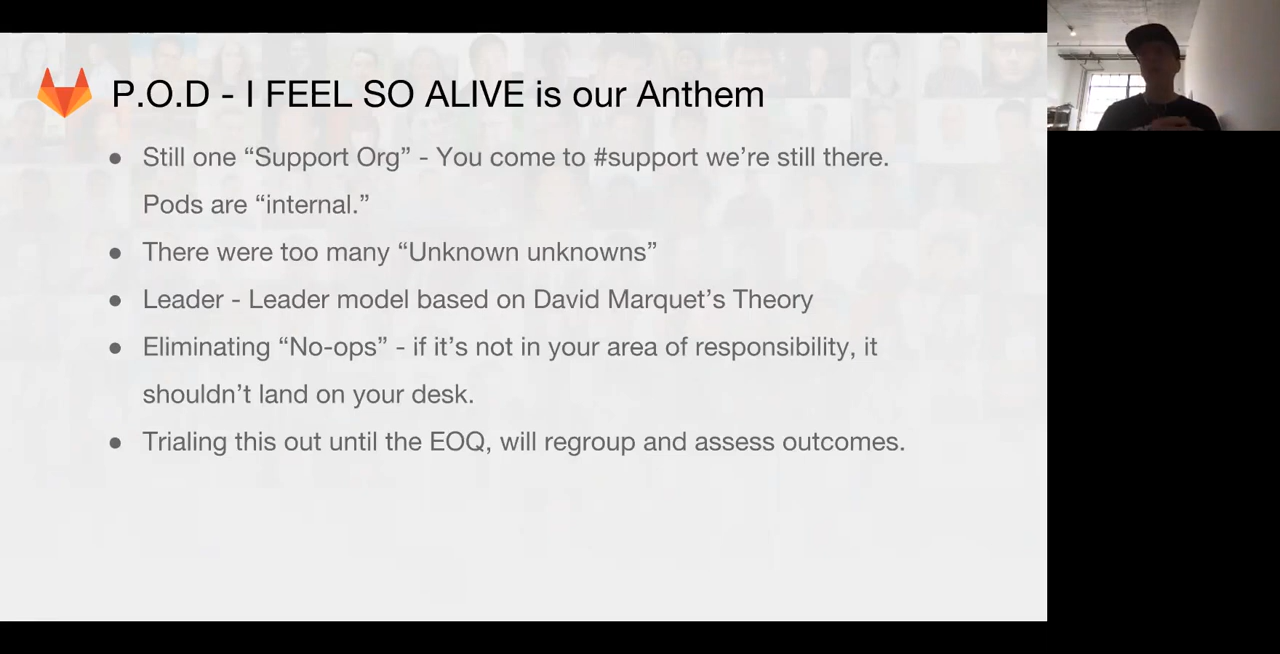 P.O.D - I FEEL SO ALIVE is our Anthem
● Still one “Support Org” - You come to #support we’re still there.
Pods are “internal.”
● There were too many “Unknown unknowns”
● Leader - Leader model based on David Marquet’s Theory
● Eliminating “No-ops” - if it’s not in your area of responsibility, it
shouldn’t land on your desk.
● Trialing this out until the EOQ, will regroup and assess outcomes.